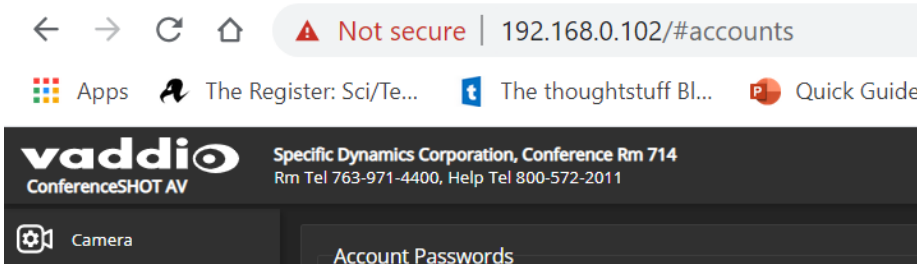 Not secure | 192.168.0.102/#accounts
Apps The Register: Sci/Te... t The thoughtstuff Bl... P Quick Guide
vaddio
ConferenceSHOT AV
Specific Dynamics Corporation, Conference Rm 714
Rm Tel 763-971-4400, Help Tel 800-572-2011
Camera
Account Passwords